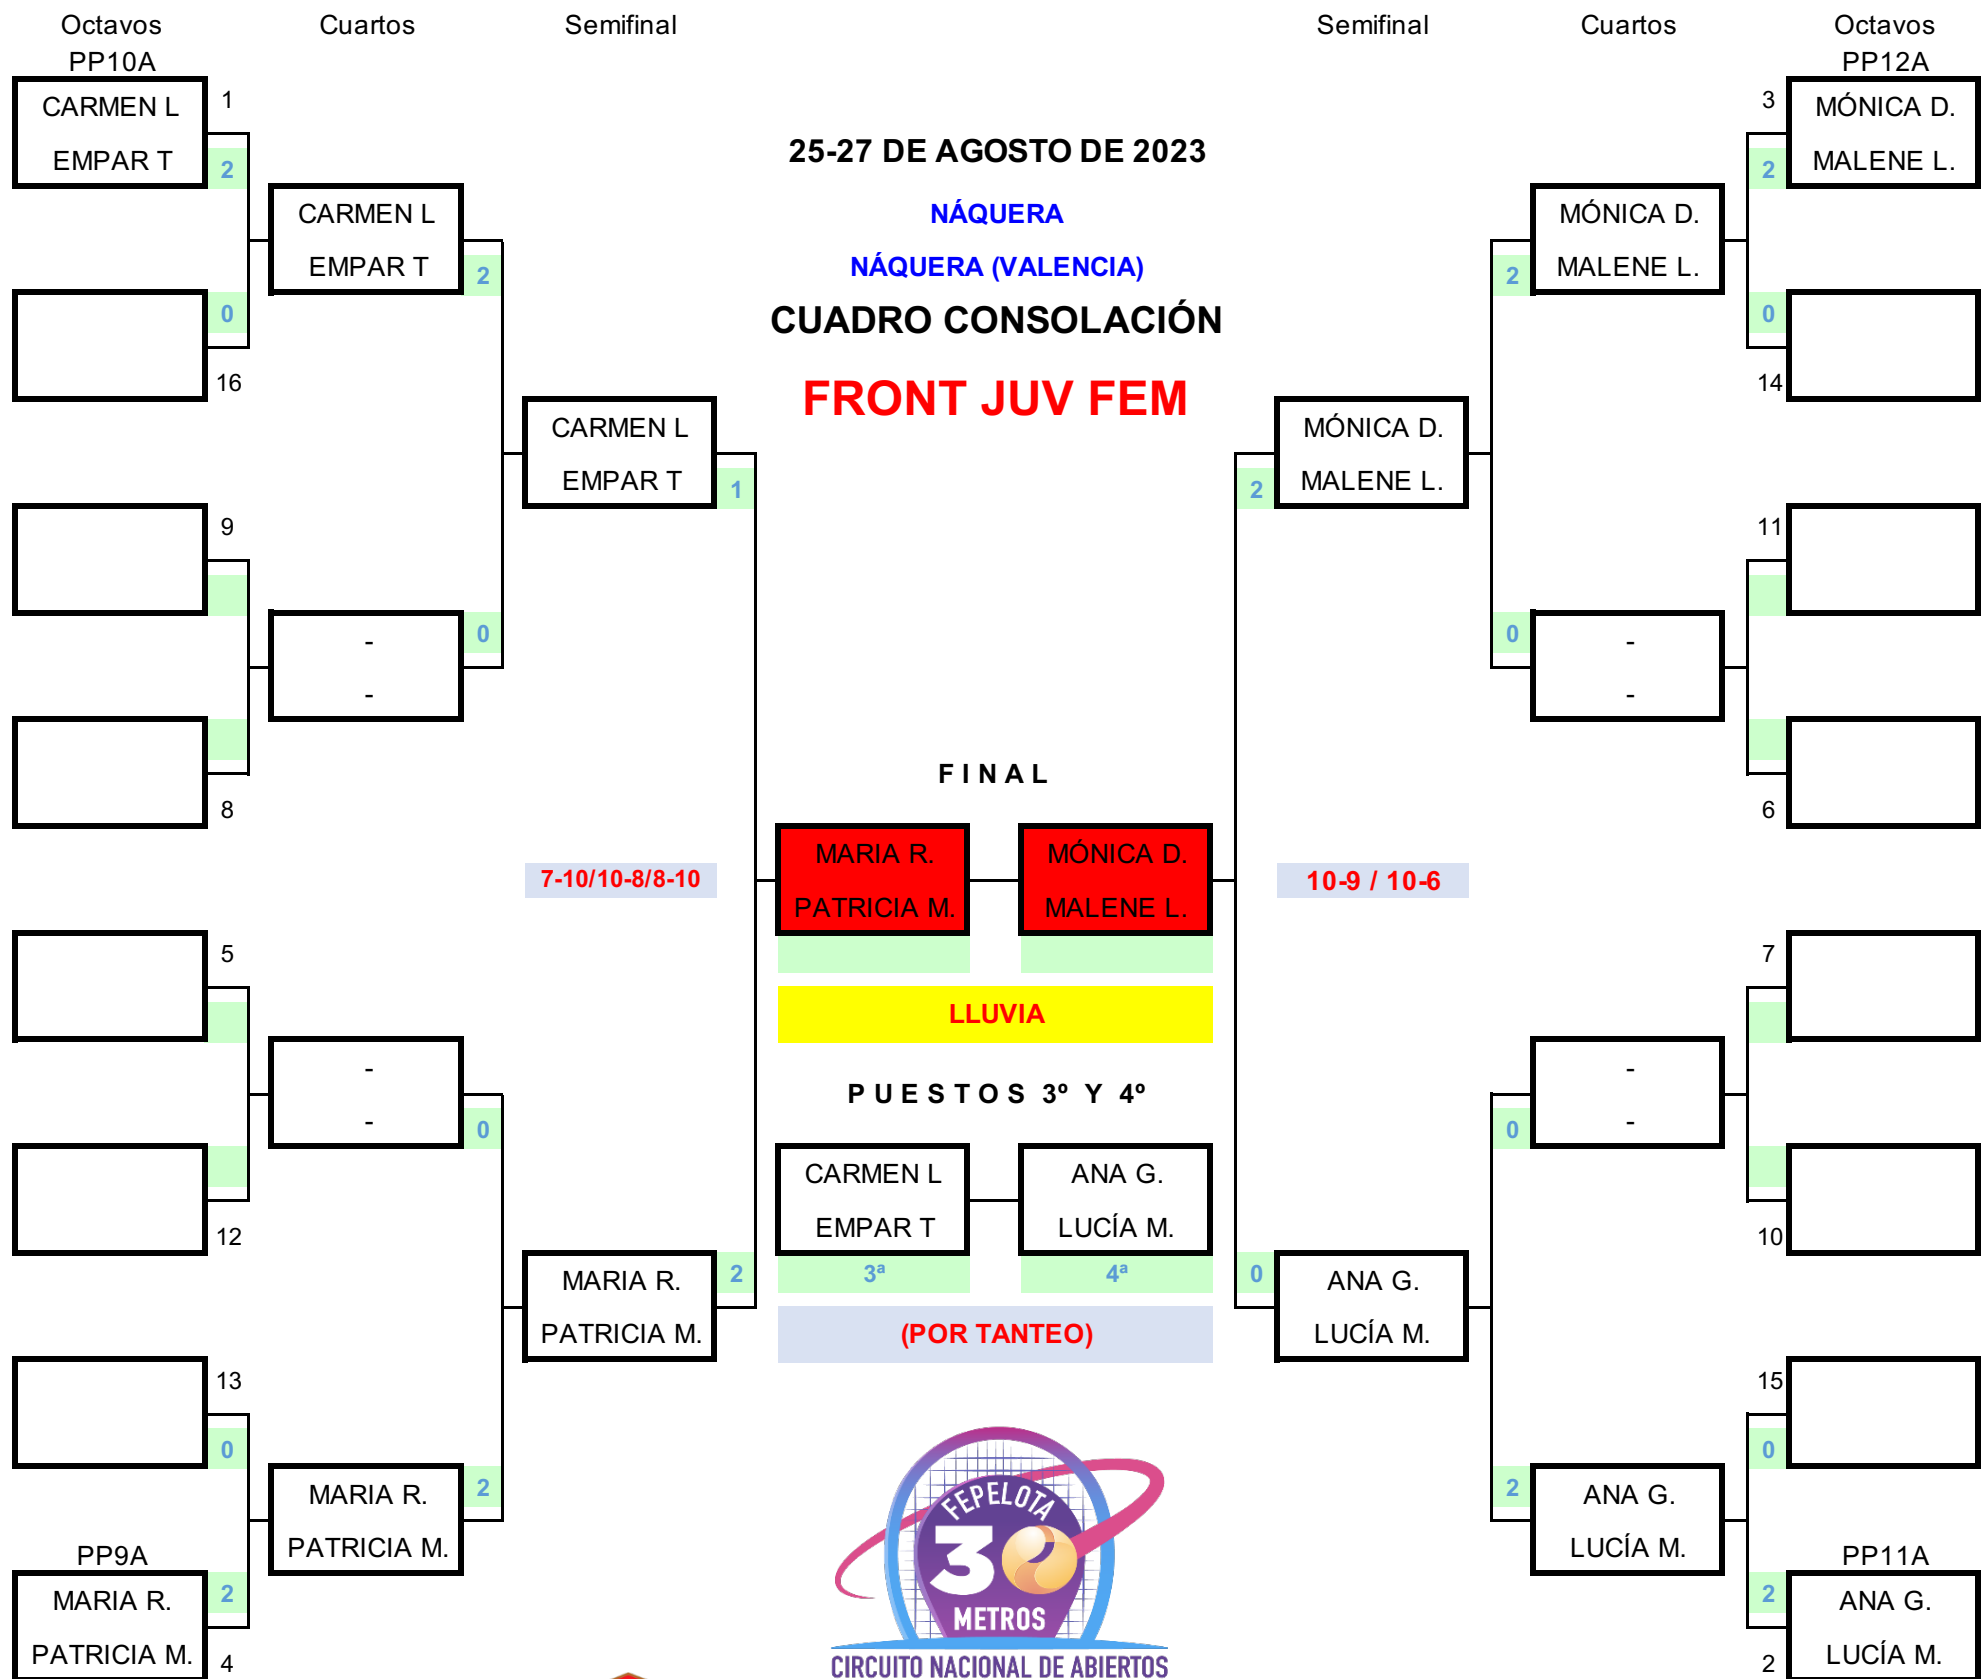 Octavos Cuartos Semifinal Semifinal Cuartos Octavos
PP10A PP12A
CARMEN L 1 3 MÓNICA D.
EMPAR T 2 2 MALENE L.
25-27 DE AGOSTO DE 2023
CARMEN L NÁQUERA MÓNICA D.
EMPAR T 2 NÁQUERA (VALENCIA) 2 MALENE L.
0 CUADRO CONSOLACIÓN 0
16 FRONT JUV FEM 14
CARMEN L MÓNICA D.
EMPAR T 1 2 MALENE L.
9 11
- 0 0 -
- -
8 6
F I N A L
MARIA R. MÓNICA D.
7-10/10-8/8-10 10-9 / 10-6
PATRICIA M. MALENE L.
5 7
LLUVIA
- -
- 0 0 -
P U E S T O S 3º Y 4º
CARMEN L ANA G.
EMPAR T LUCÍA M.
12 10
MARIA R. 2 3ª 4ª 0 ANA G.
PATRICIA M. (POR TANTEO) LUCÍA M.
13 15
0 0
MARIA R. 2 2 ANA G.
PATRICIA M. LUCÍA M.
FEPELOTA
30
METROS
CIRCUITO NACIONAL DE ABIERTOS
PP9A PP11A
MARIA R. 2 2 ANA G.
PATRICIA M. 4 2 LUCÍA M.